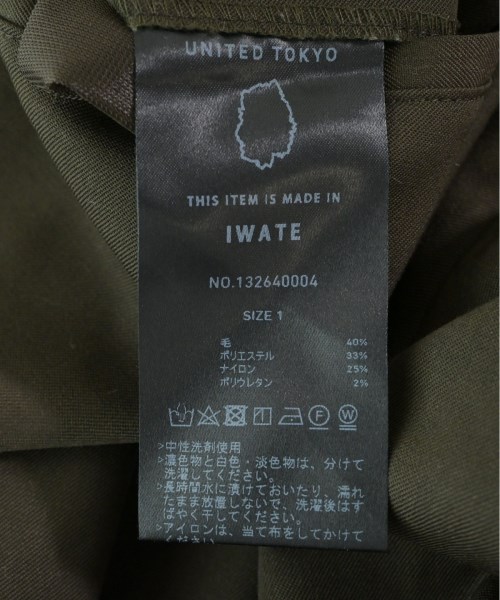 UNITED TOKYO
THIS ITEM IS MADE IN
IWATE
NO.132640004
SIZE 1
毛 40%
ポリエステル 33%
ナイロン 25%
ポリウレタン 2%
>中性洗剤使用
>濃色物と白色・淡色物は、分けて
洗濯してください。
>長時間水に漬けておいたり、濡れ
たまま放置しないで、洗濯後はす
ばやく干してください。
>アイロンは、当て布をしてかけて
ください。